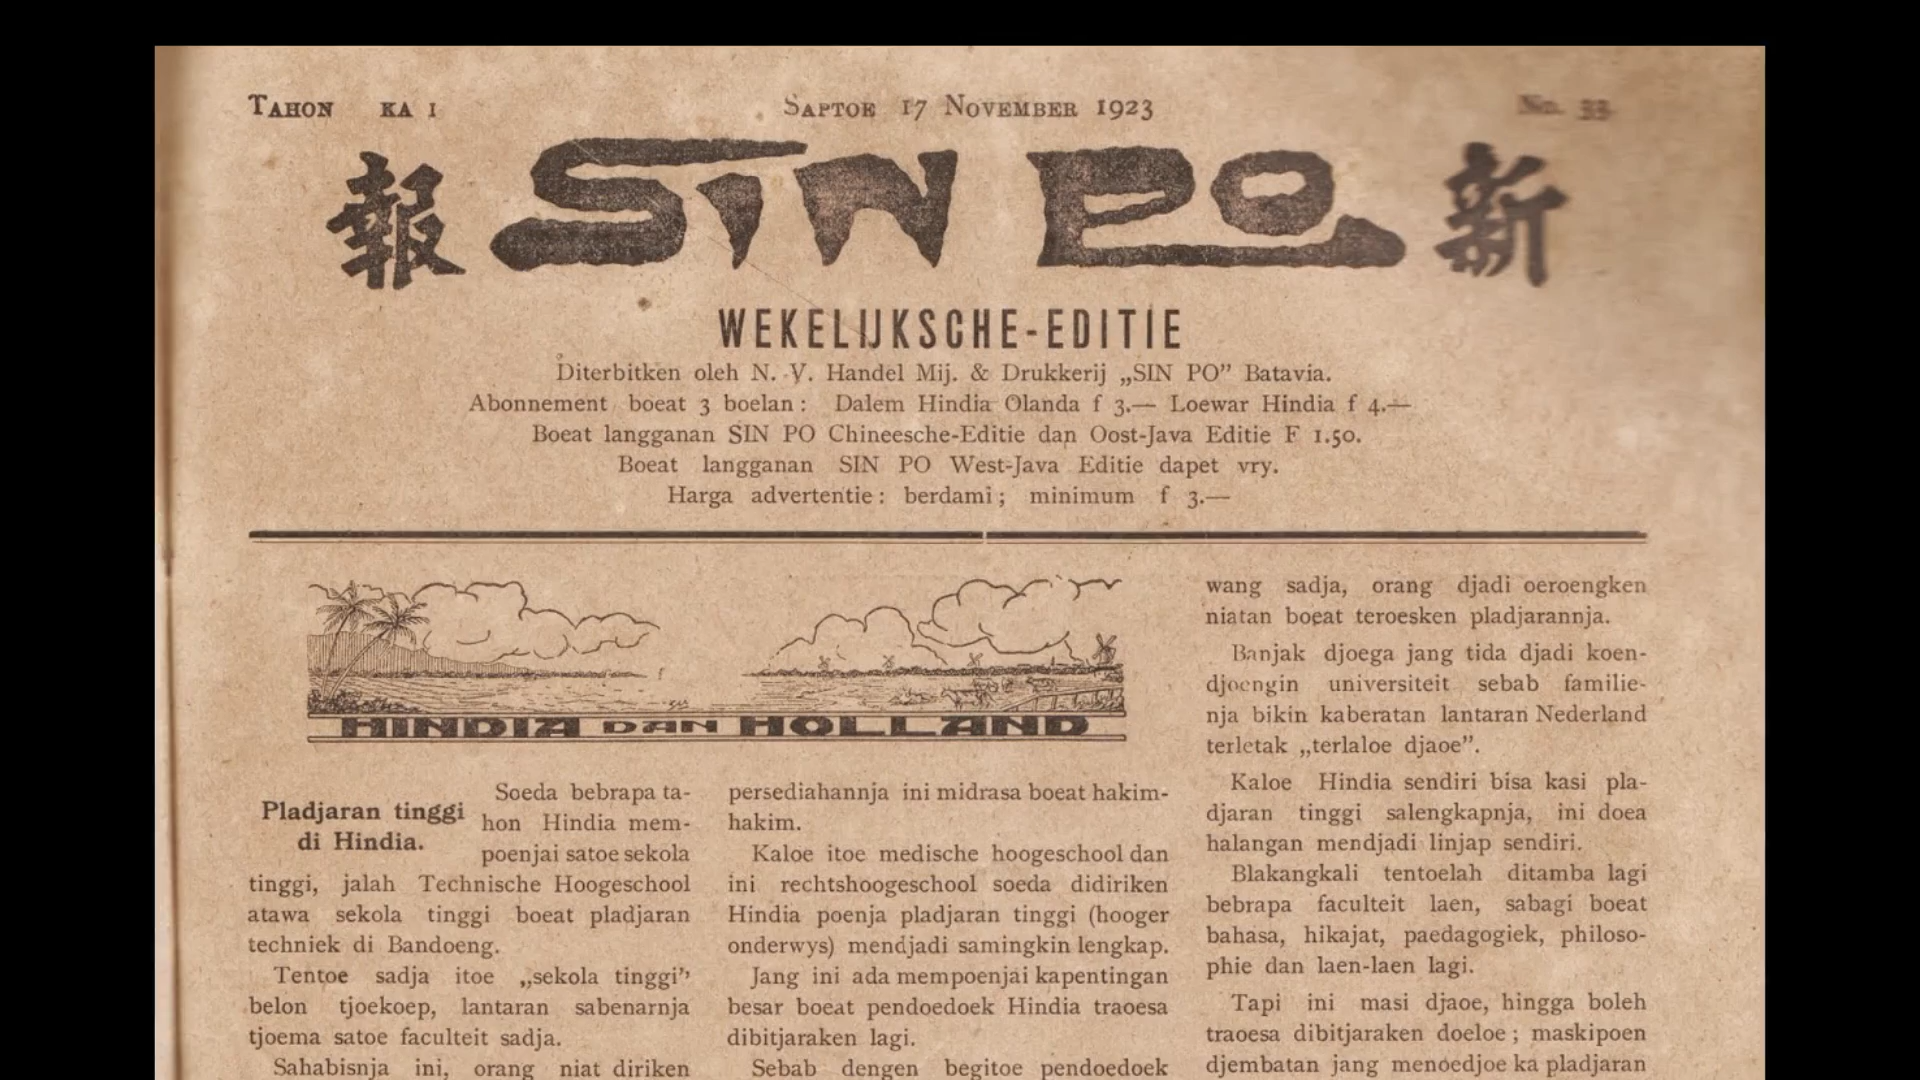 TAHON KA I
SAPTOE 17 NOVEMBER 1923
No. 33
報 SIN PO 新
WEKELIJKSCHE-EDITIE
Diterbitken oleh N. V. Handel Mij. & Drukkerij „SIN PO” Batavia.
Abonnement boeat 3 boelan: Dalem Hindia Olanda f 3.— Loewar Hindia f 4.—
Boeat langganan SIN PO Chineesche-Editie dan Oost-Java Editie F 1.50.
Boeat langganan SIN PO West-Java Editie dapet vry.
Harga advertentie: berdami; minimum f 3.—
HINDIA DAN HOLLAND
Pladjaran tinggi
di Hindia.
Soeda bebrapa ta-
hon Hindia mem-
poenjai satoe sekola
tinggi, jalah Technische Hoogeschool
atawa sekola tinggi boeat pladjaran
techniek di Bandoeng.
Tentoe sadja itoe „sekola tinggi”
belon tjoekoep, lantaran sabenarnja
tjoema satoe faculteit sadja.
Sahabisnja ini, orang niat diriken
persediahannja ini midrasa boeat hakim-
hakim.
Kaloe itoe medische hoogeschool dan
ini rechtshoogeschool soeda didiriken
Hindia poenja pladjaran tinggi (hooger
onderwys) mendjadi samingkin lengkap.
Jang ini ada mempoenjai kapentingan
besar boeat pendoedoek Hindia traoesa
dibitjaraken lagi.
Sebab dengen begitoe pendoedoek
wang sadja, orang djadi oeroengken
niatan boeat teroesken pladjarannja.
Banjak djoega jang tida djadi koen-
djoengin universiteit sebab familie-
nja bikin kaberatan lantaran Nederland
terletak „terlaloe djaoe”.
Kaloe Hindia sendiri bisa kasi pla-
djaran tinggi salengkapnja, ini doea
halangan mendjadi linjap sendiri.
Blakangkali tentoelah ditamba lagi
bebrapa faculteit laen, sabagi boeat
bahasa, hikajat, paedagogiek, philoso-
phie dan laen-laen lagi.
Tapi ini masi djaoe, hingga boleh
traoesa dibitjaraken doeloe; maskipoen
djembatan jang menoedjoe ka pladjaran